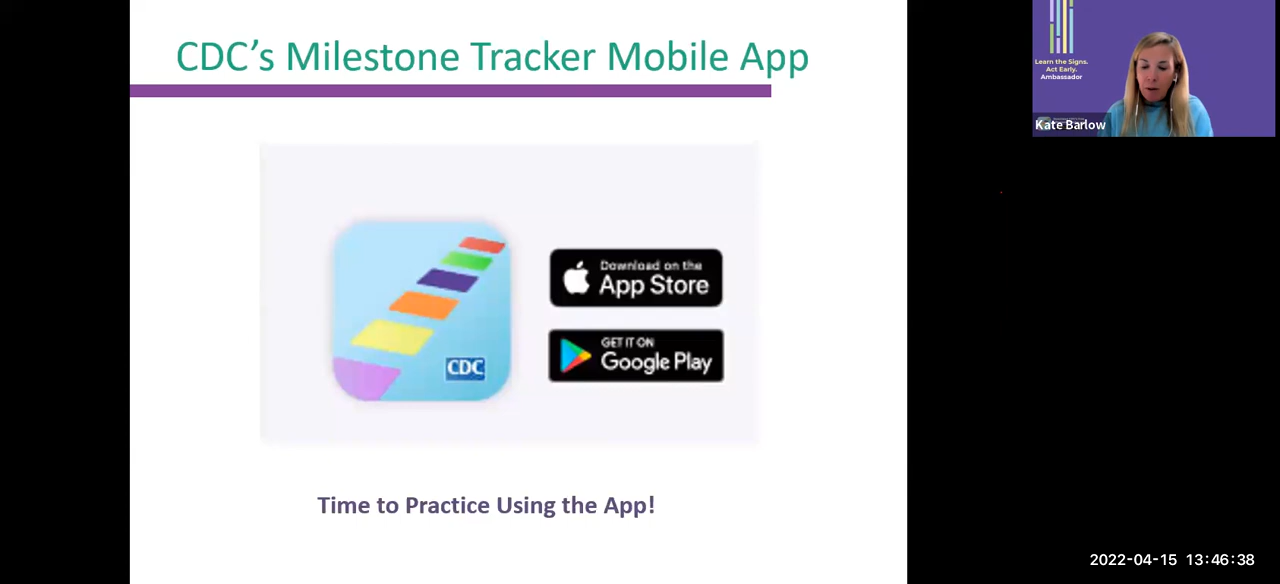 CDC's Milestone Tracker Mobile App
Learn the Signs.
Act Early.
Ambassador
Kate Barlow
Download on the
App Store
GET IT ON
Google Play
CDC
Time to Practice Using the App!
2022-04-15 13:46:38